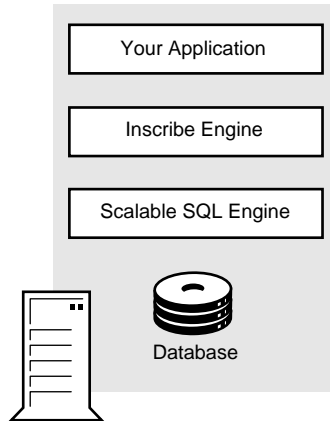 Your Application
Inscribe Engine
Scalable SQL Engine
Database